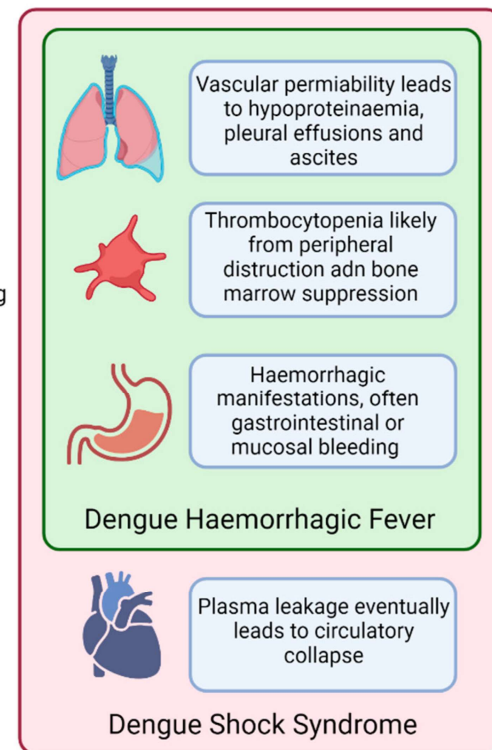 Vascular permiability leads
to hypoproteinaemia,
pleural effusions and
ascites
Thrombocytopenia likely
from peripheral
distruction adn bone
marrow suppression
g
Haemorrhagic
manifestations, often
gastrointestinal or
mucosal bleeding
Dengue Haemorrhagic Fever
Plasma leakage eventually
leads to circulatory
collapse
Dengue Shock Syndrome